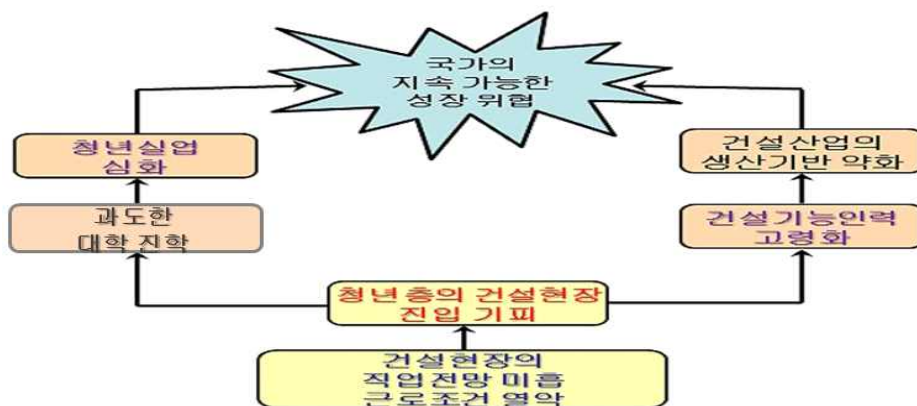 국가의
지속 가능한
성장 위협
청년실업
심화
건설산업의
생산기반 약화
과도한
대학 진학
건설기능인력
고령화
청년층의 건설현장
진입 기피
건설현장의
직업전망 미흡
근로조건 열악